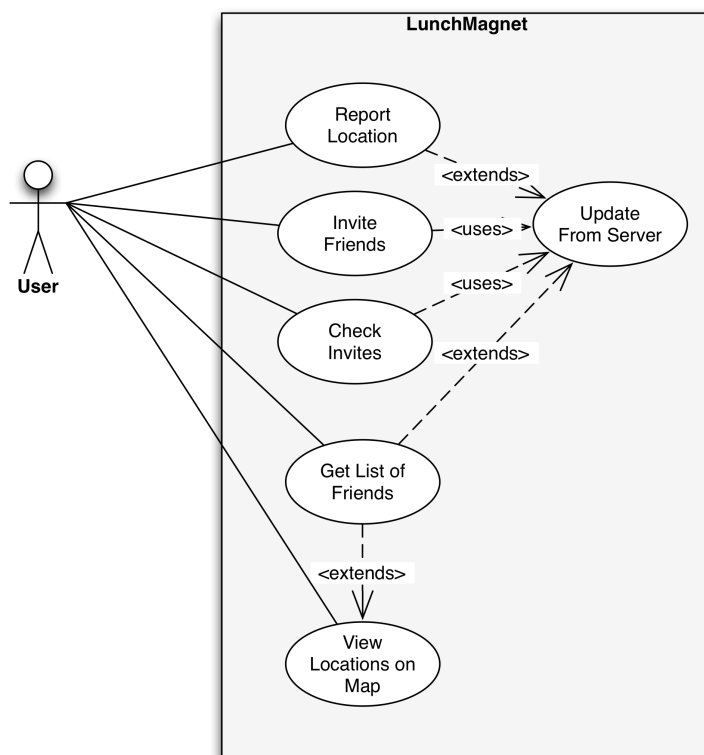 LunchMagnet
Report
Location
<extends>
Update
From Server
Invite
Friends
<uses>
User
<uses>
Check
Invites
<extends>
Get List of
Friends
<extends>
View
Locations on
Map